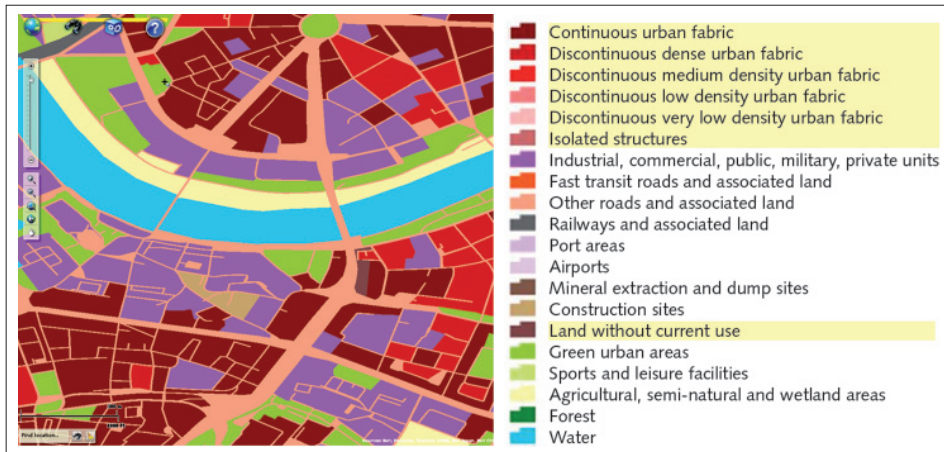 Continuous urban fabric
Discontinuous dense urban fabric
Discontinuous medium density urban fabric
Discontinuous low density urban fabric
Discontinuous very low density urban fabric
Isolated structures
Industrial, commercial, public, military, private units
Fast transit roads and associated land
Other roads and associated land
Railways and associated land
Port areas
Airports
Mineral extraction and dump sites
Construction sites
Land without current use
Green urban areas
Sports and leisure facilities
Agricultural, semi-natural and wetland areas
Forest
Water
?
Find location...